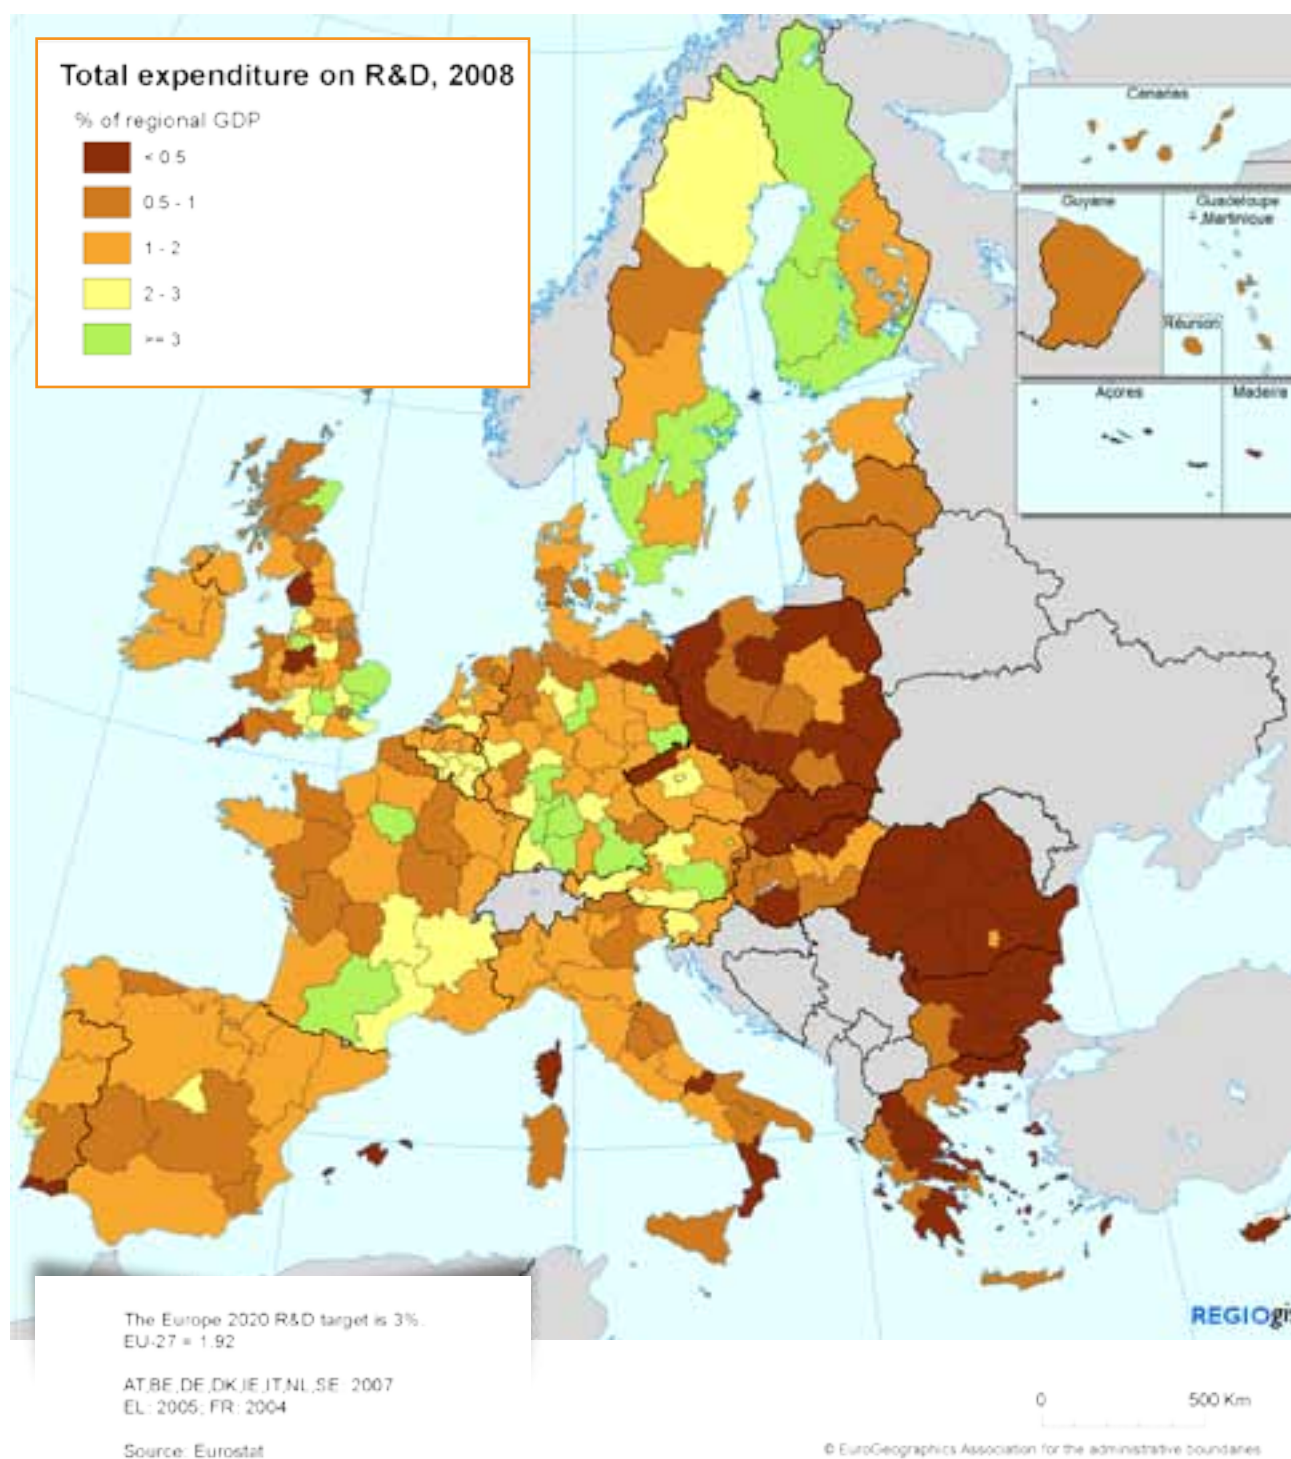 Total expenditure on R&D, 2008
% of regional GDP
< 0.5
0.5 - 1
1 - 2
2 - 3
>= 3
Canarias
Guyane
Guadeloupe
Martinique
Réunion
Açores
Madeira
REGIOgis
The Europe 2020 R&D target is 3%.
EU-27 = 1.92
AT,BE,DE,DK,IE,IT,NL,SE: 2007
EL: 2005; FR: 2004
Source: Eurostat
0 500 Km
© EuroGeographics Association for the administrative boundaries